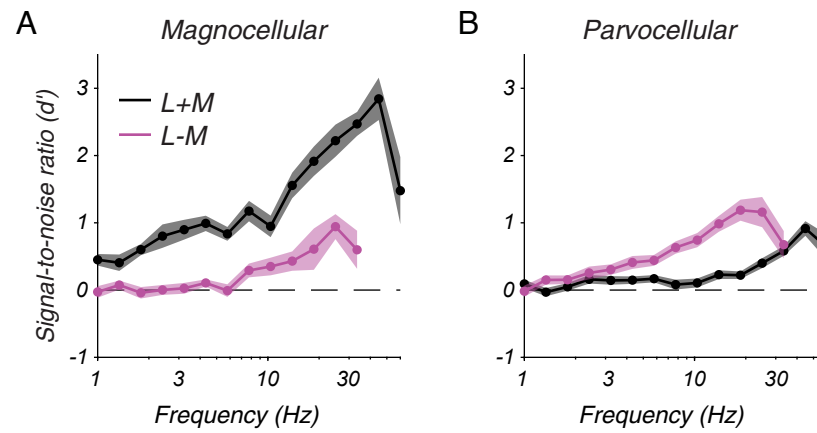 A
Magnocellular
B
Parvocellular
Signal-to-noise ratio (d')
3
2
1
0
-1
L+M
L-M
1
3
10
30
Frequency (Hz)
3
2
1
0
-1
1
3
10
30
Frequency (Hz)